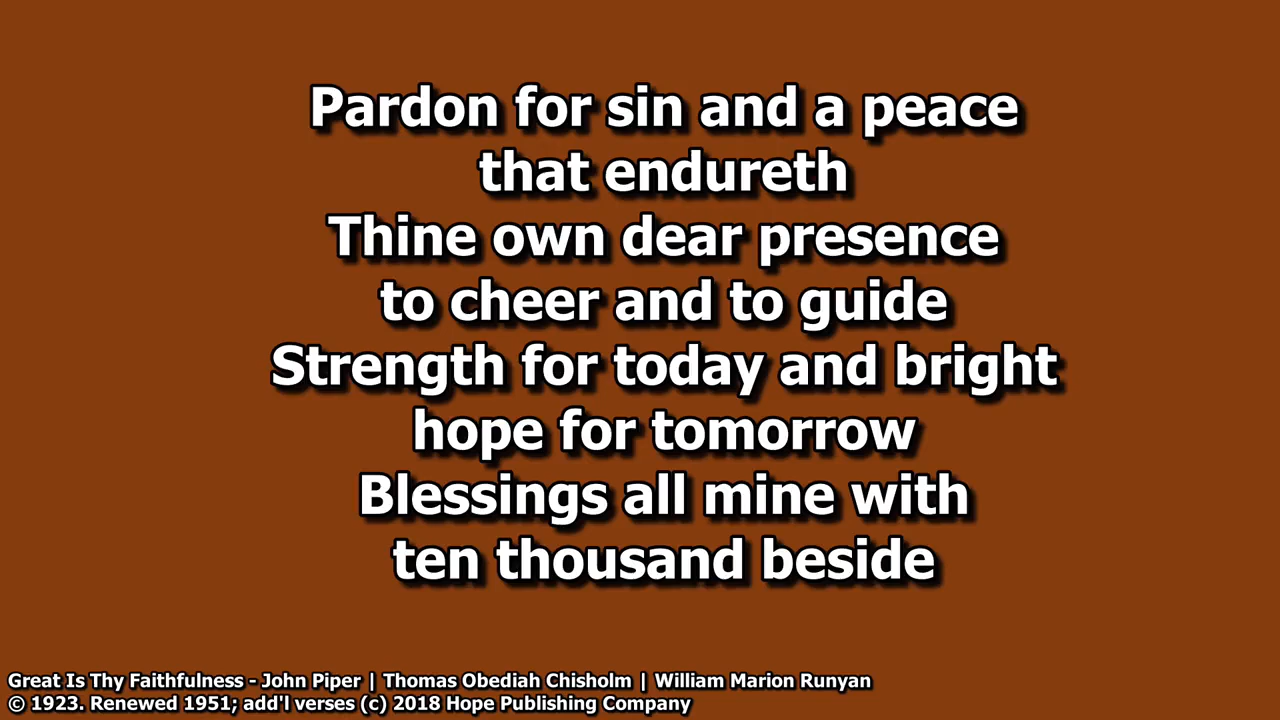 Pardon for sin and a peace
that endureth
Thine own dear presence
to cheer and to guide
Strength for today and bright
hope for tomorrow
Blessings all mine with
ten thousand beside
Great Is Thy Faithfulness - John Piper | Thomas Obediah Chisholm | William Marion Runyan
© 1923. Renewed 1951; add'l verses (c) 2018 Hope Publishing Company